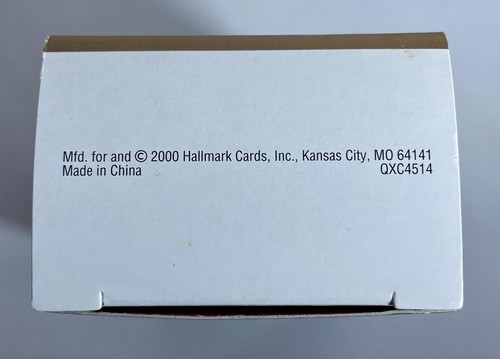 Mfd. for and © 2000 Hallmark Cards, Inc., Kansas City, MO 64141
Made in China QXC4514